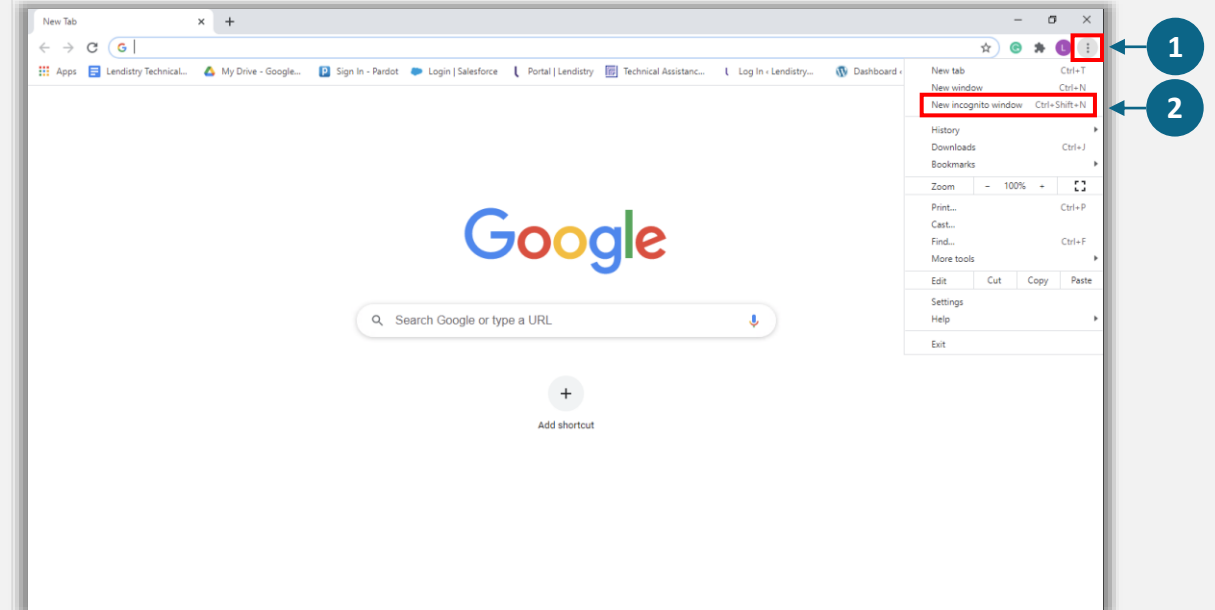 New Tab
G
Apps Lendistry Technical... My Drive - Google... Sign In - Pardot Login | Salesforce Portal | Lendistry Technical Assistanc... Log In ‹ Lendistry... Dashboard ‹
L
1
New tab Ctrl+T
New window Ctrl+N
New incognito window Ctrl+Shift+N
2
History
Downloads Ctrl+J
Bookmarks
Zoom - 100% +
Print... Ctrl+P
Cast...
Find... Ctrl+F
More tools
Edit Cut Copy Paste
Settings
Help
Exit
Google
Search Google or type a URL
Add shortcut